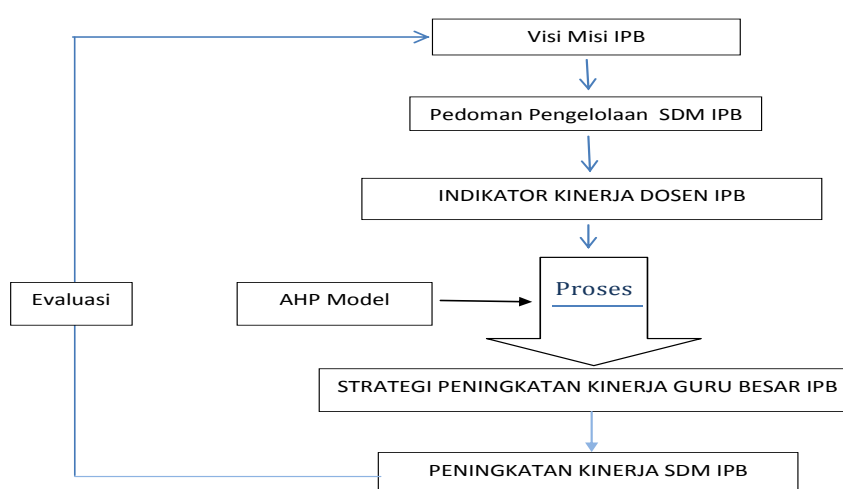 Visi Misi IPB
Pedoman Pengelolaan SDM IPB
INDIKATOR KINERJA DOSEN IPB
Evaluasi
AHP Model
Proses
STRATEGI PENINGKATAN KINERJA GURU BESAR IPB
PENINGKATAN KINERJA SDM IPB